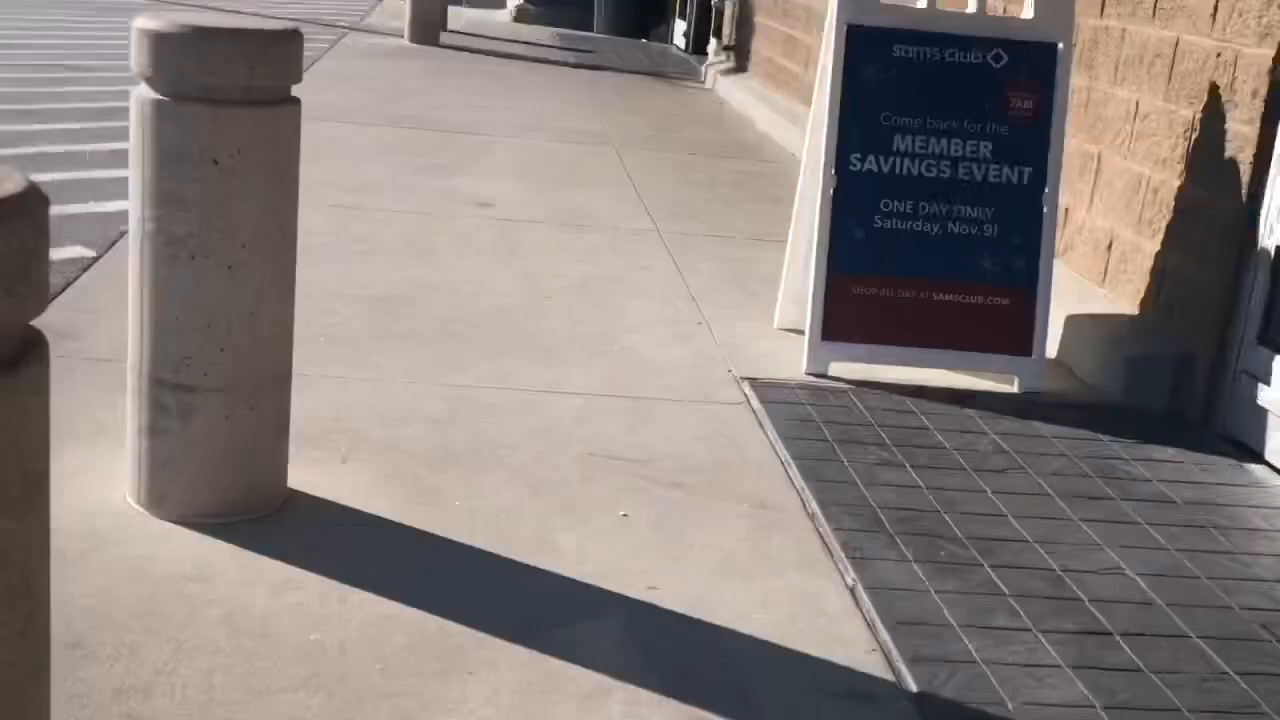 sam's club
7AM
Come back for the
MEMBER
SAVINGS EVENT
ONE DAY ONLY
Saturday, Nov. 9!
SHOP ALL DAY AT SAMSCLUB.COM